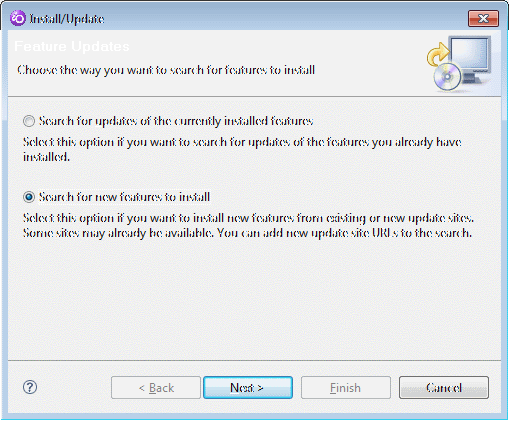 Install/Update
Feature Updates
Choose the way you want to search for features to install
Search for updates of the currently installed features
Select this option if you want to search for updates of the features you already have
installed.
Search for new features to install
Select this option if you want to install new features from existing or new update sites.
Some sites may already be available. You can add new update site URLs to the search.
?
< Back
Next >
Finish
Cancel